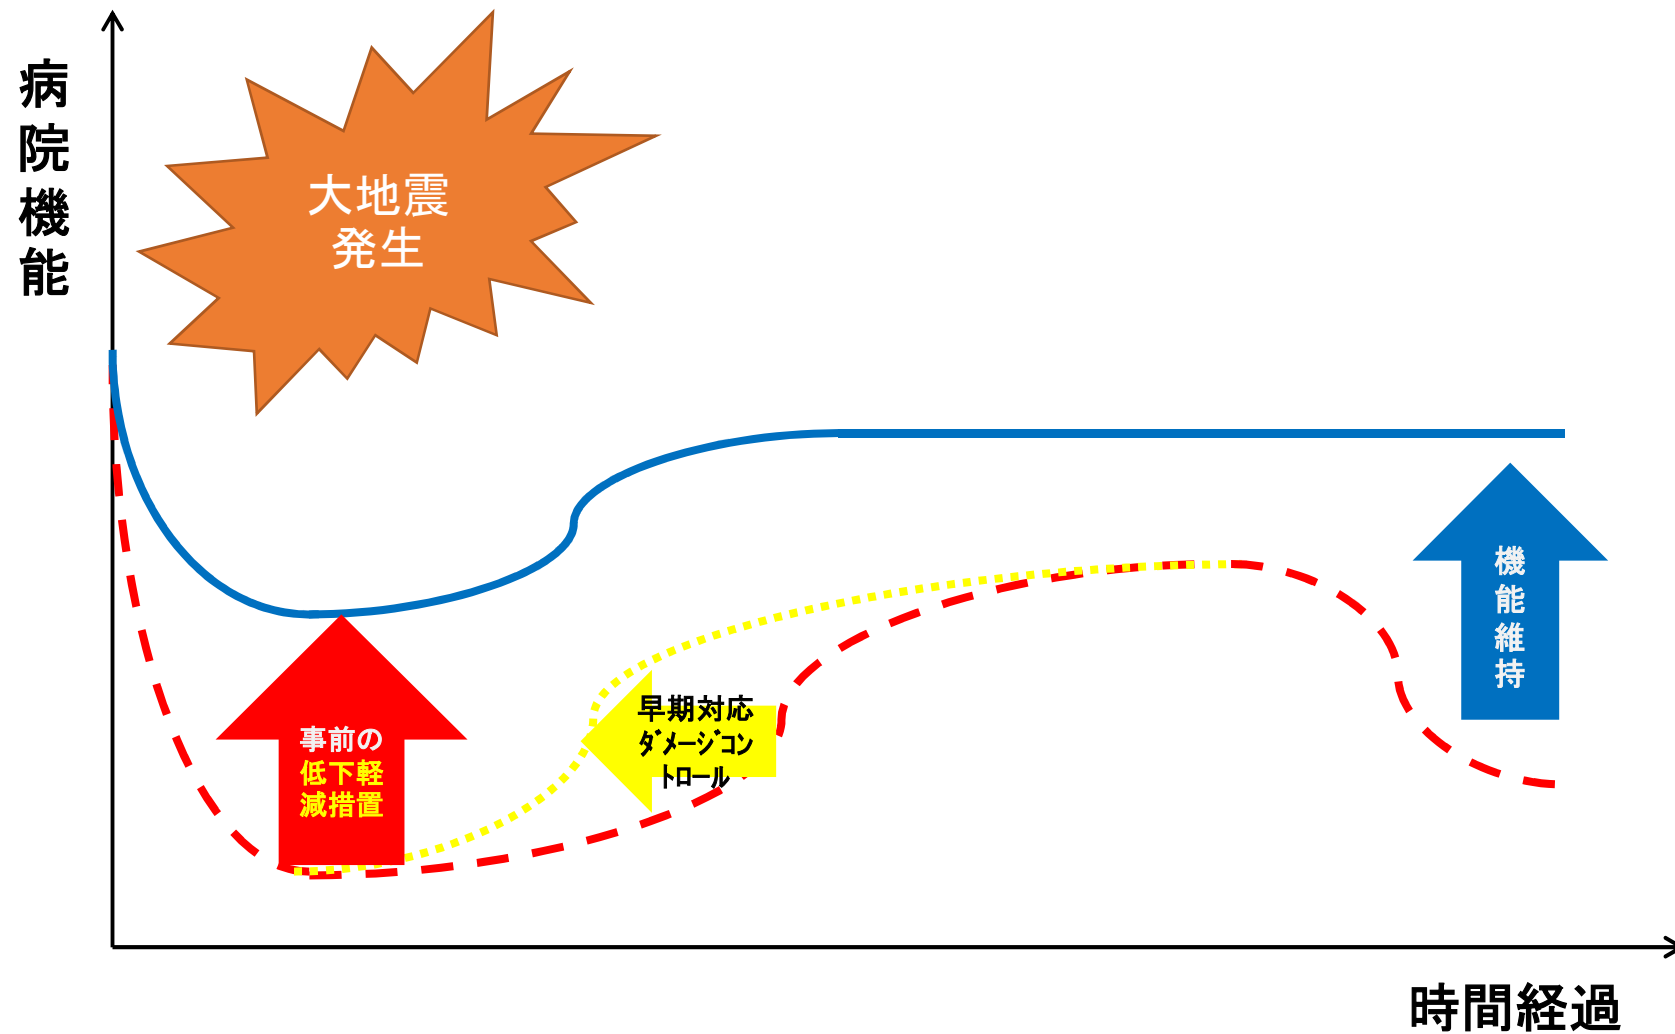 病院機能
大地震
発生
事前の
低下軽
減措置
早期対応
ﾀﾞﾒｰｼﾞｺﾝ
ﾄﾛｰﾙ
機能維持
時間経過